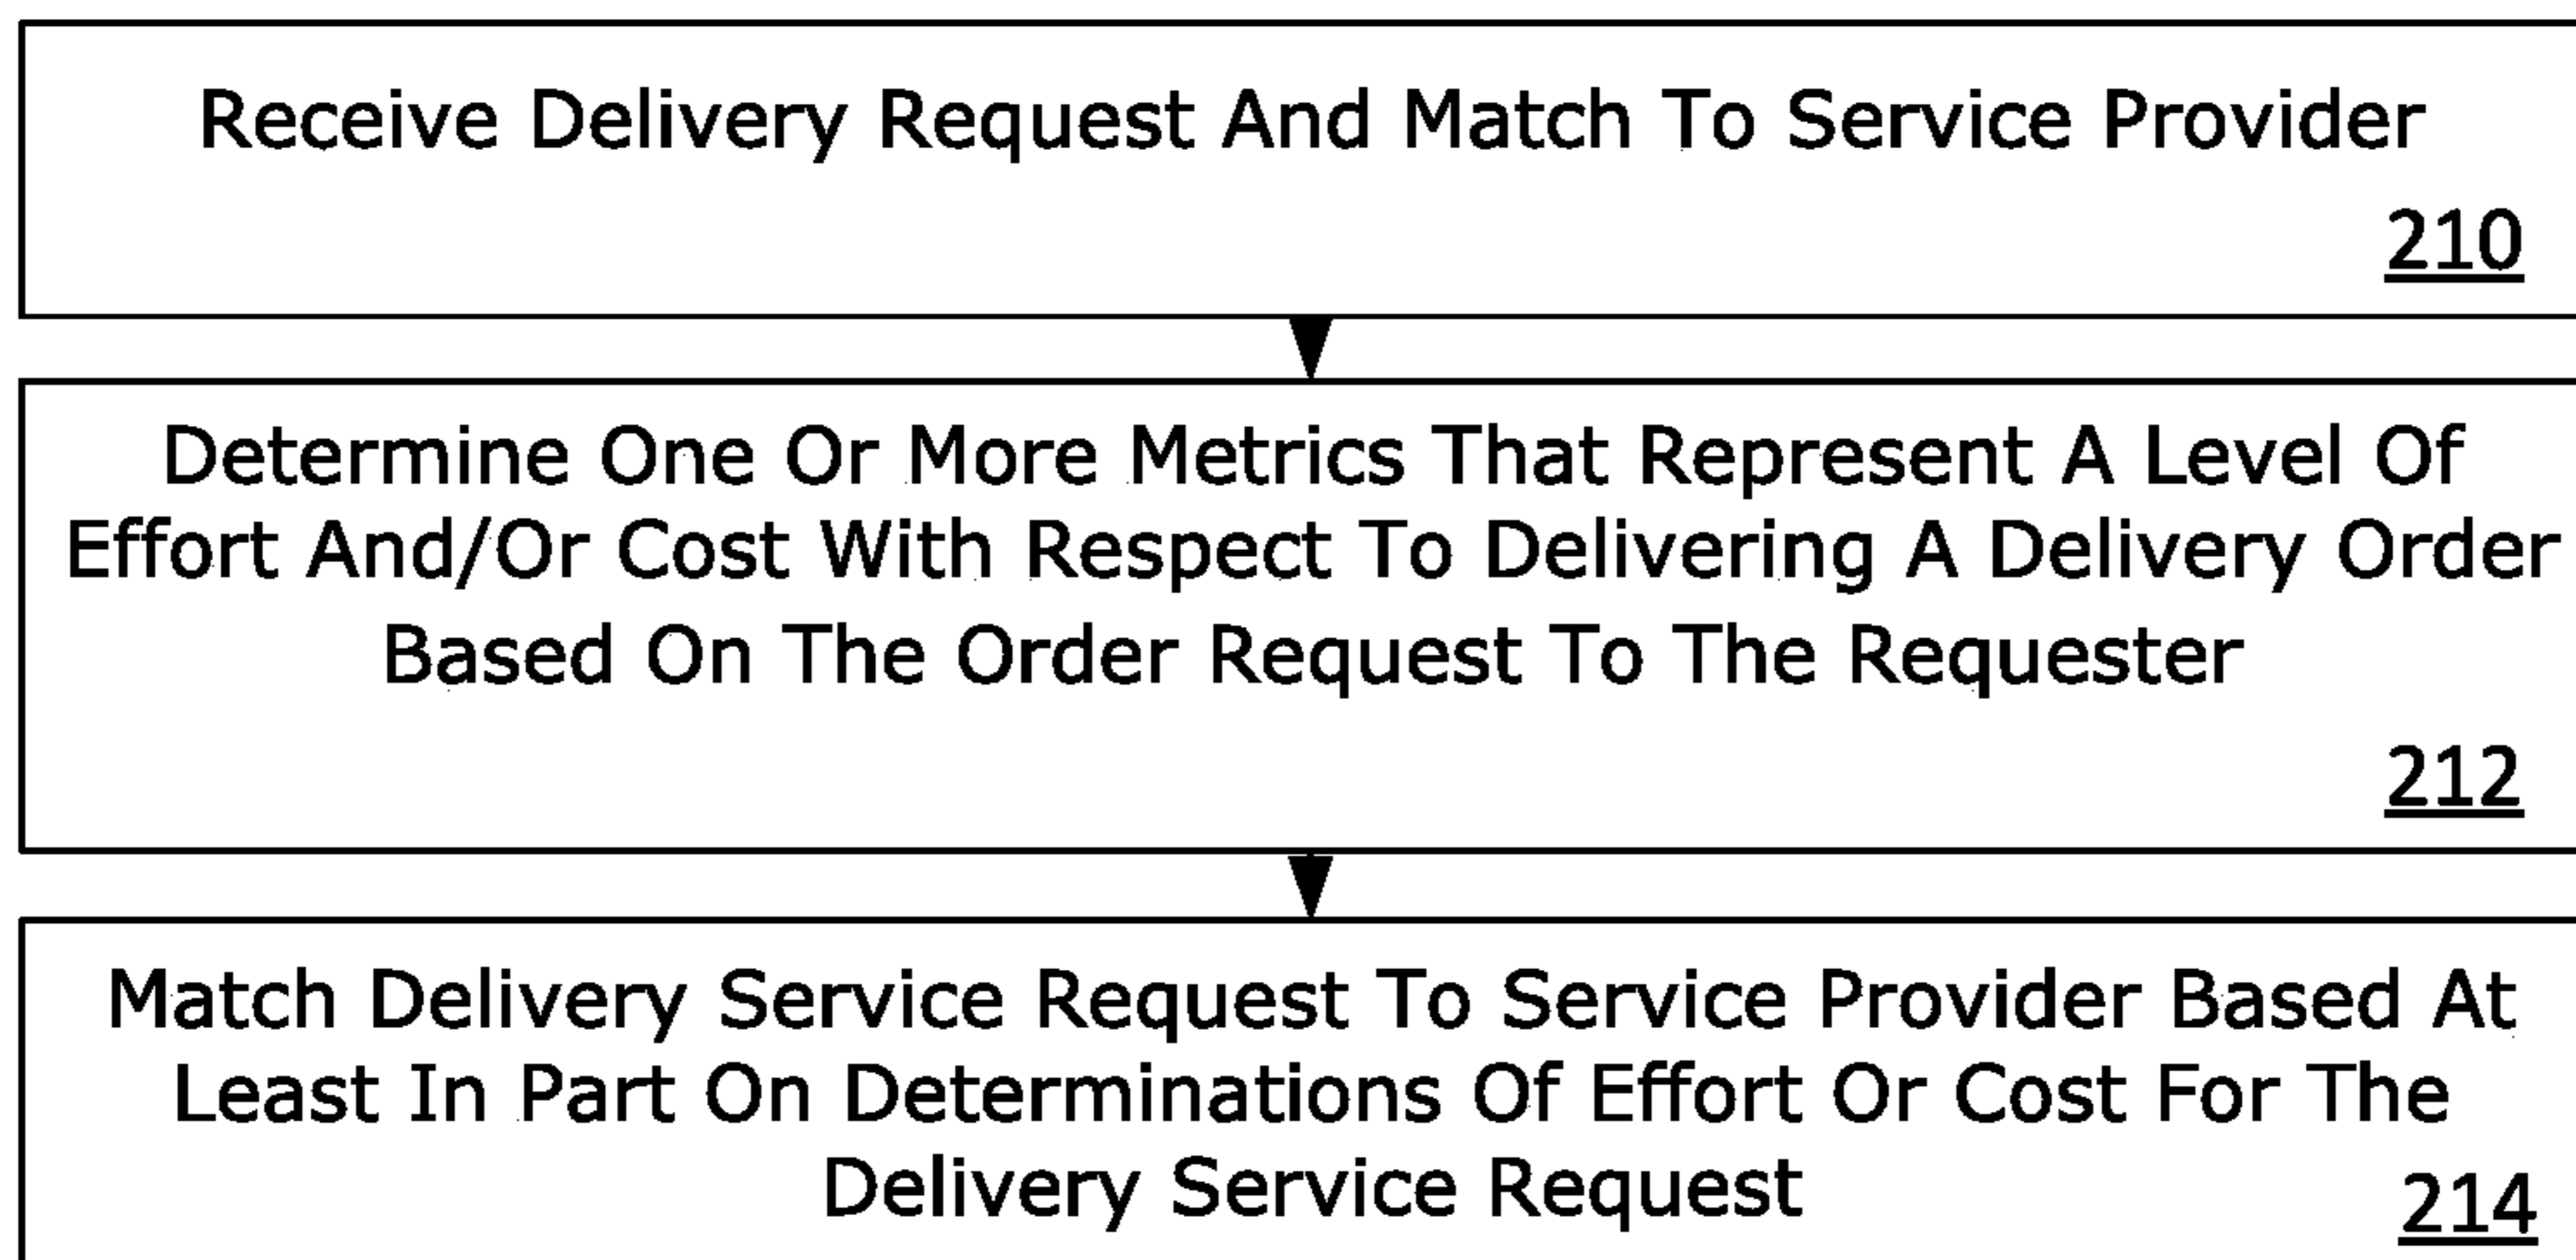 Receive Delivery Request And Match To Service Provider
210
Determine One Or More Metrics That Represent A Level Of
Effort And/Or Cost With Respect To Delivering A Delivery Order
Based On The Order Request To The Requester
212
Match Delivery Service Request To Service Provider Based At
Least In Part On Determinations Of Effort Or Cost For The
Delivery Service Request
214